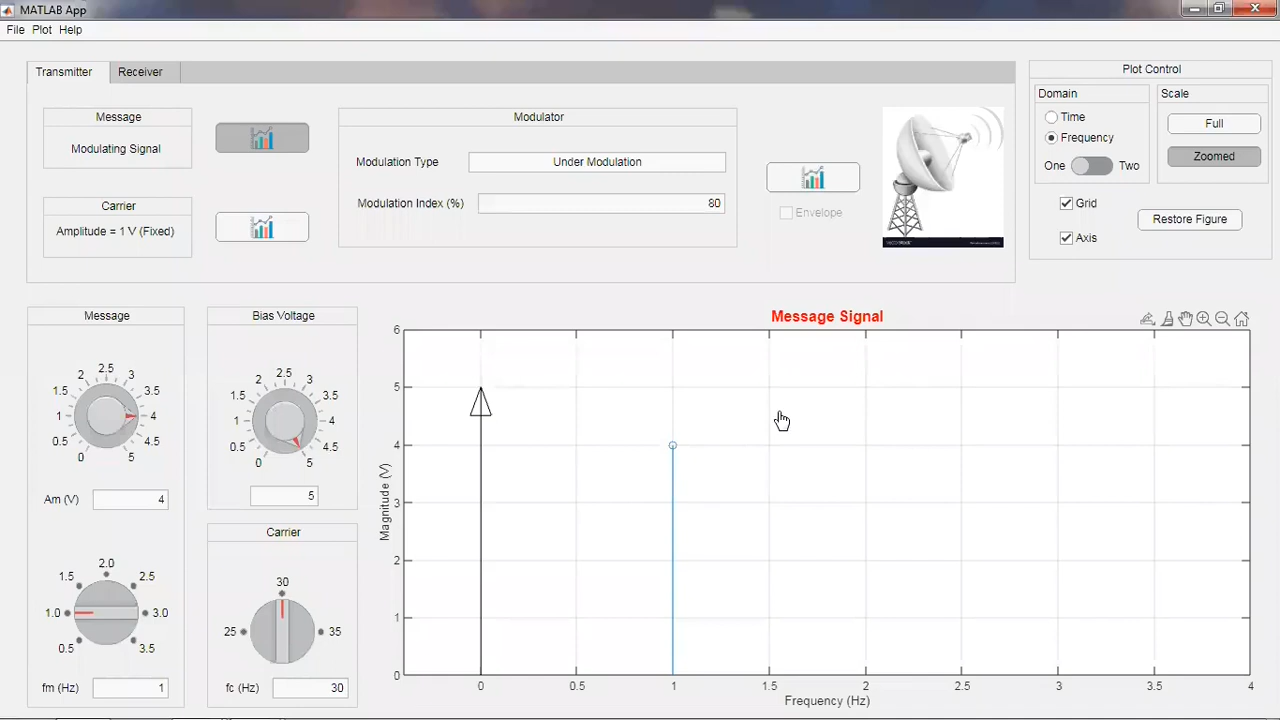 MATLAB App
File Plot Help
Transmitter Receiver
Message
Modulating Signal
Carrier
Amplitude = 1 V (Fixed)
Modulator
Modulation Type Under Modulation
Modulation Index (%) 80
Envelope
Plot Control
Domain
Time
Frequency
One Two
Scale
Full
Zoomed
Grid
Axis
Restore Figure
Message
0 0.5 1 1.5 2 2.5 3 3.5 4 4.5 5
Am (V) 4
0.5 1.0 1.5 2.0 2.5 3.0 3.5
fm (Hz) 1
Bias Voltage
0 0.5 1 1.5 2 2.5 3 3.5 4 4.5 5
5
Carrier
25 30 35
fc (Hz) 30
Message Signal
6
5
4
3
2
1
0
Magnitude (V)
0 0.5 1 1.5 2 2.5 3 3.5 4
Frequency (Hz)